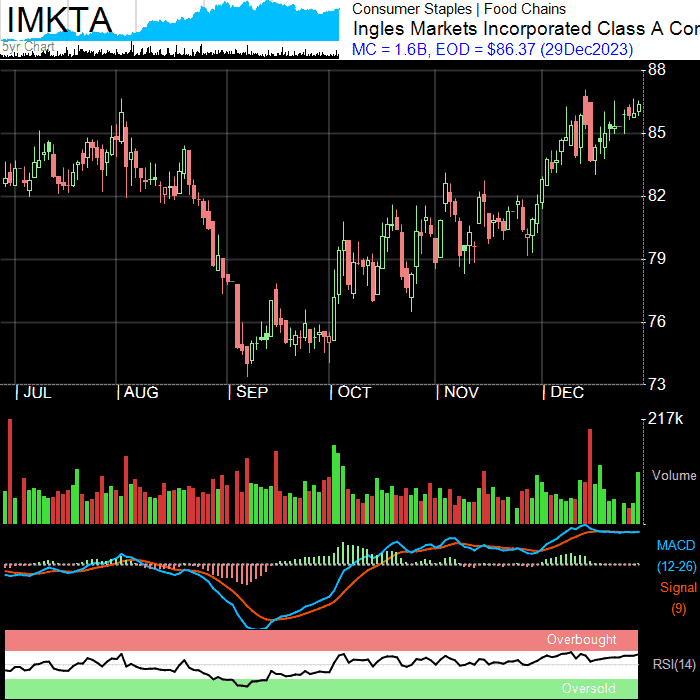 IMKTA
5yr Chart
Consumer Staples | Food Chains
Ingles Markets Incorporated Class A Cor
MC = 1.6B, EOD = $86.37 (29Dec2023)
88
85
82
79
76
73
JUL AUG SEP OCT NOV DEC
217k
Volume
MACD
(12-26)
Signal
(9)
Overbought
RSI(14)
Oversold